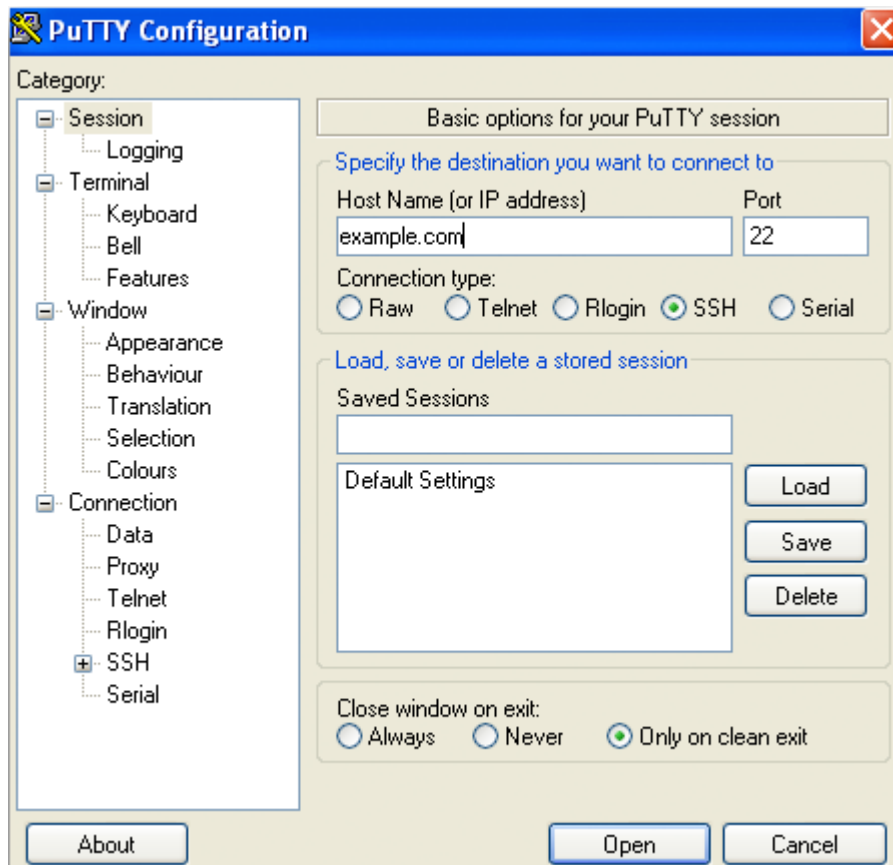 PuTTY Configuration
Category:
Session
Logging
Terminal
Keyboard
Bell
Features
Window
Appearance
Behaviour
Translation
Selection
Colours
Connection
Data
Proxy
Telnet
Rlogin
SSH
Serial
Basic options for your PuTTY session
Specify the destination you want to connect to
Host Name (or IP address) Port
example.com 22
Connection type:
Raw Telnet Rlogin SSH Serial
Load, save or delete a stored session
Saved Sessions
Default Settings
Load
Save
Delete
Close window on exit:
Always Never Only on clean exit
About Open Cancel